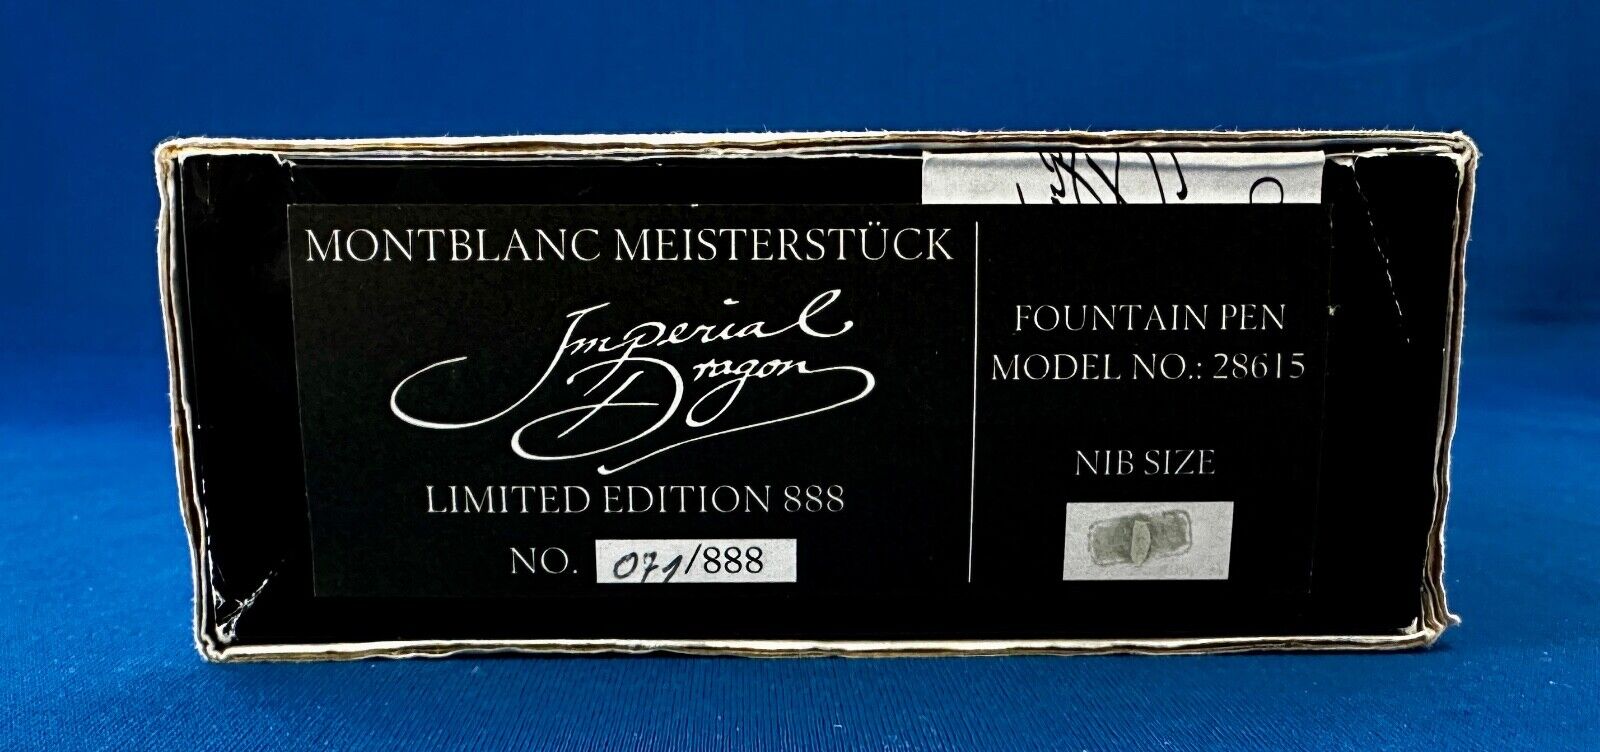 MONTBLANC MEISTERSTÜCK
Imperial
Dragon
LIMITED EDITION 888
NO. 071/888
FOUNTAIN PEN
MODEL NO.: 28615
NIB SIZE